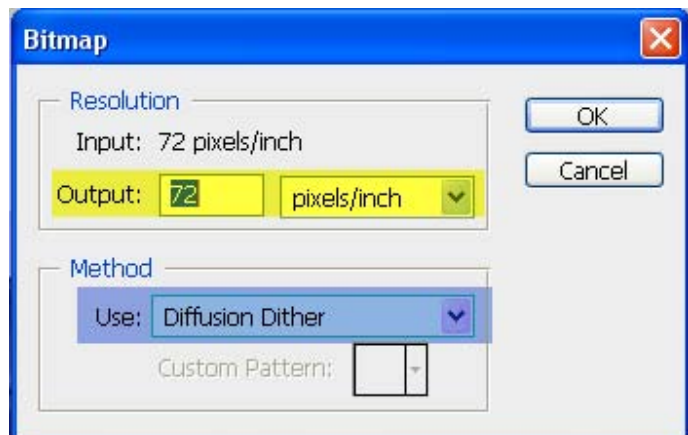 Bitmap
Resolution
Input: 72 pixels/inch
Output: 72 pixels/inch
OK
Cancel
Method
Use: Diffusion Dither
Custom Pattern: